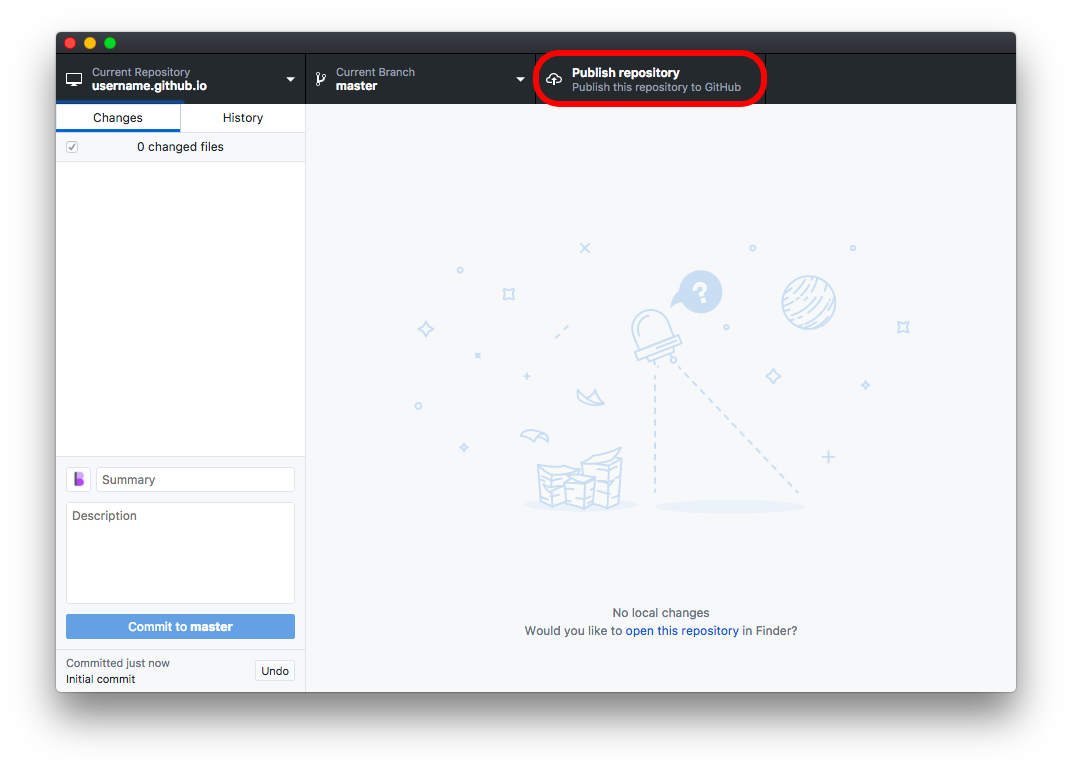 Current Repository
username.github.io
Current Branch
master
Publish repository
Publish this repository to GitHub
Changes
History
0 changed files
?
Summary
Description
Commit to master
Committed just now
Initial commit
Undo
No local changes
Would you like to open this repository in Finder?